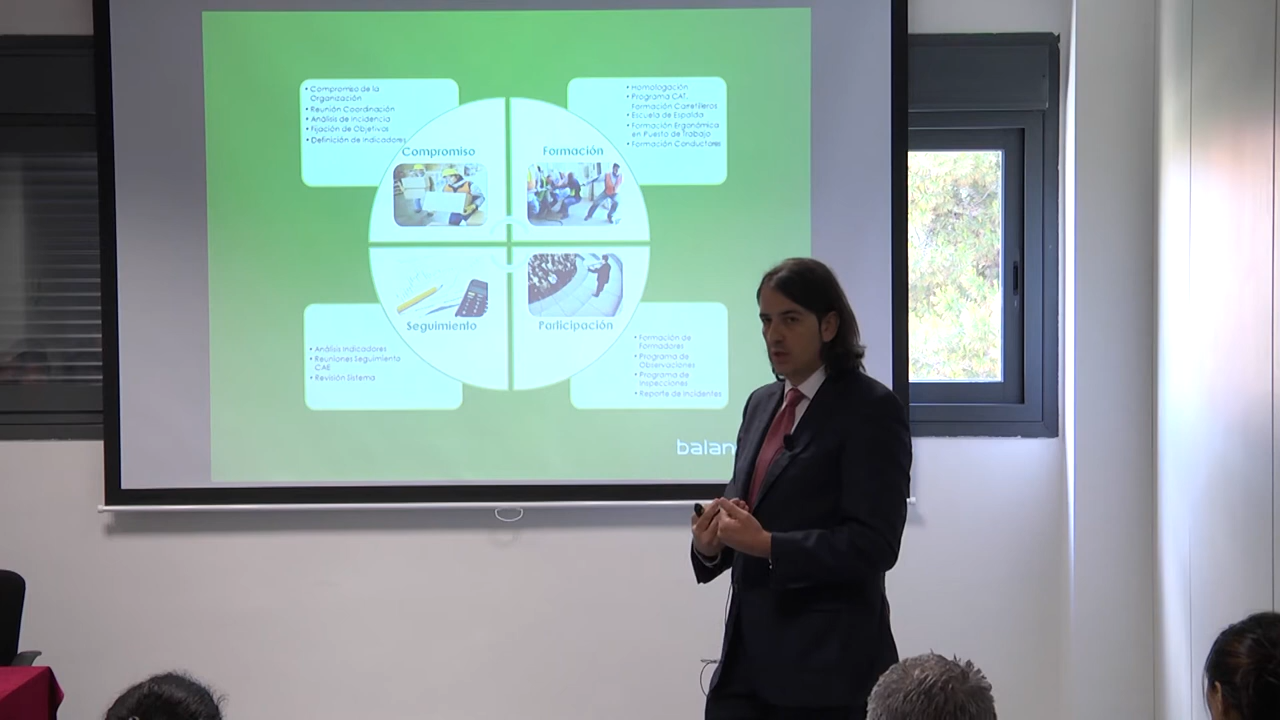 • Compromiso de la
Organización
• Reunión Coordinación
• Análisis de Incidencia
• Fijación de Objetivos
• Definición de Indicadores
• Homologación
• Programa CAT,
Formación Carretilleros
• Escuela de Espalda
• Formación Ergonómica
en Puesto de Trabajo
• Formación Conductores
Compromiso
Formación
Seguimiento
Participación
• Análisis Indicadores
• Reuniones Seguimiento
CAE
• Revisión Sistema
• Formación de
Formadores
• Programa de
Observaciones
• Programa de
Inspecciones
• Reporte de Incidentes
balan